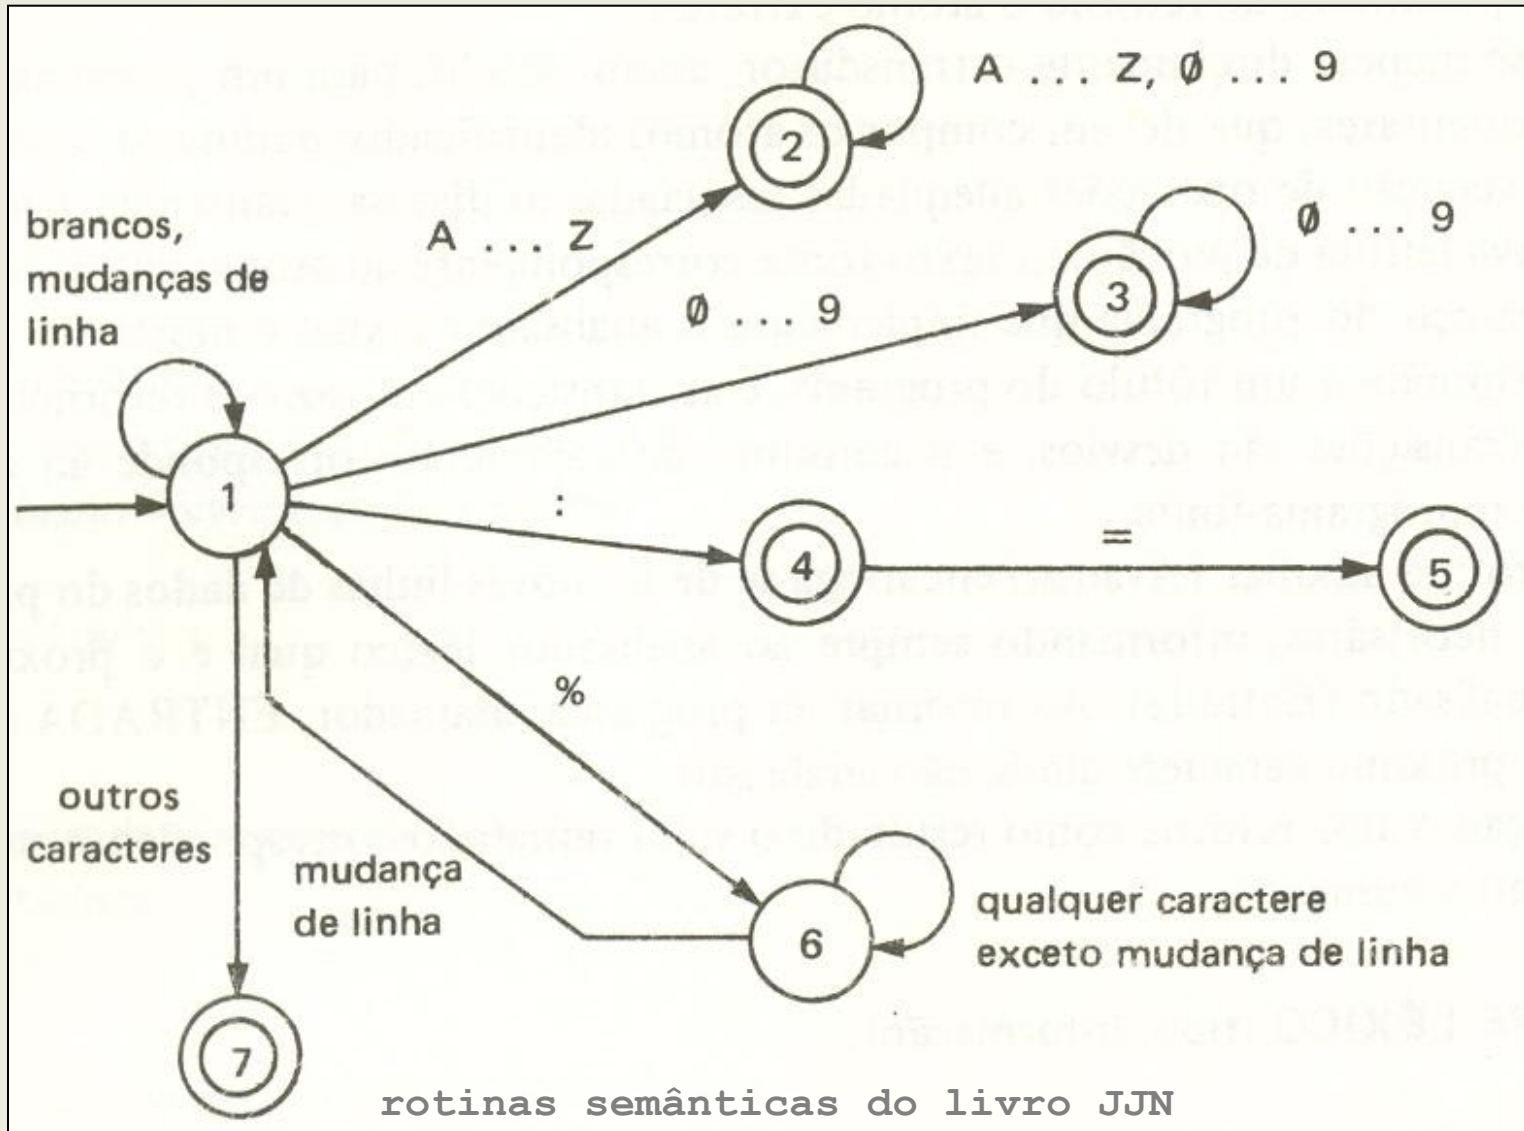 A ... Z, Ø ... 9
2
brancos,
mudanças de
linha
A ... Z
Ø ... 9
3
Ø ... 9
1
:
4
=
5
%
outros
caracteres
mudança
de linha
6
qualquer caractere
exceto mudança de linha
7
rotinas semânticas do livro JJN